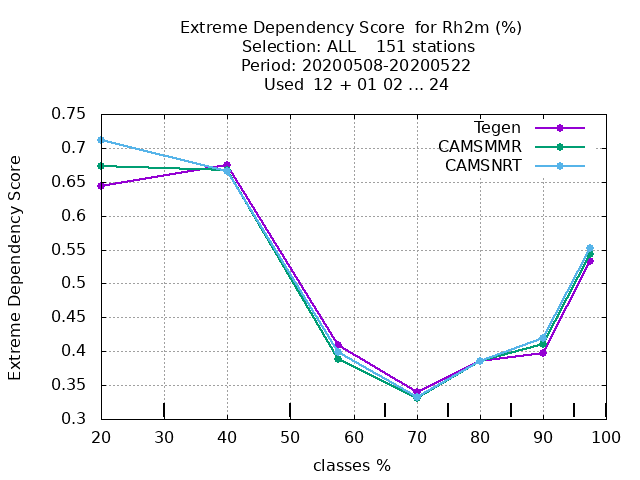 Extreme Dependency Score  for Rh2m (%)
Selection: ALL    151 stations
Period: 20200508-20200522
Used  12 + 01 02 ... 24
Tegen
CAMSMMR
CAMSNRT
Extreme Dependency Score
0.75
0.7
0.65
0.6
0.55
0.5
0.45
0.4
0.35
0.3
20 30 40 50 60 70 80 90 100
classes %